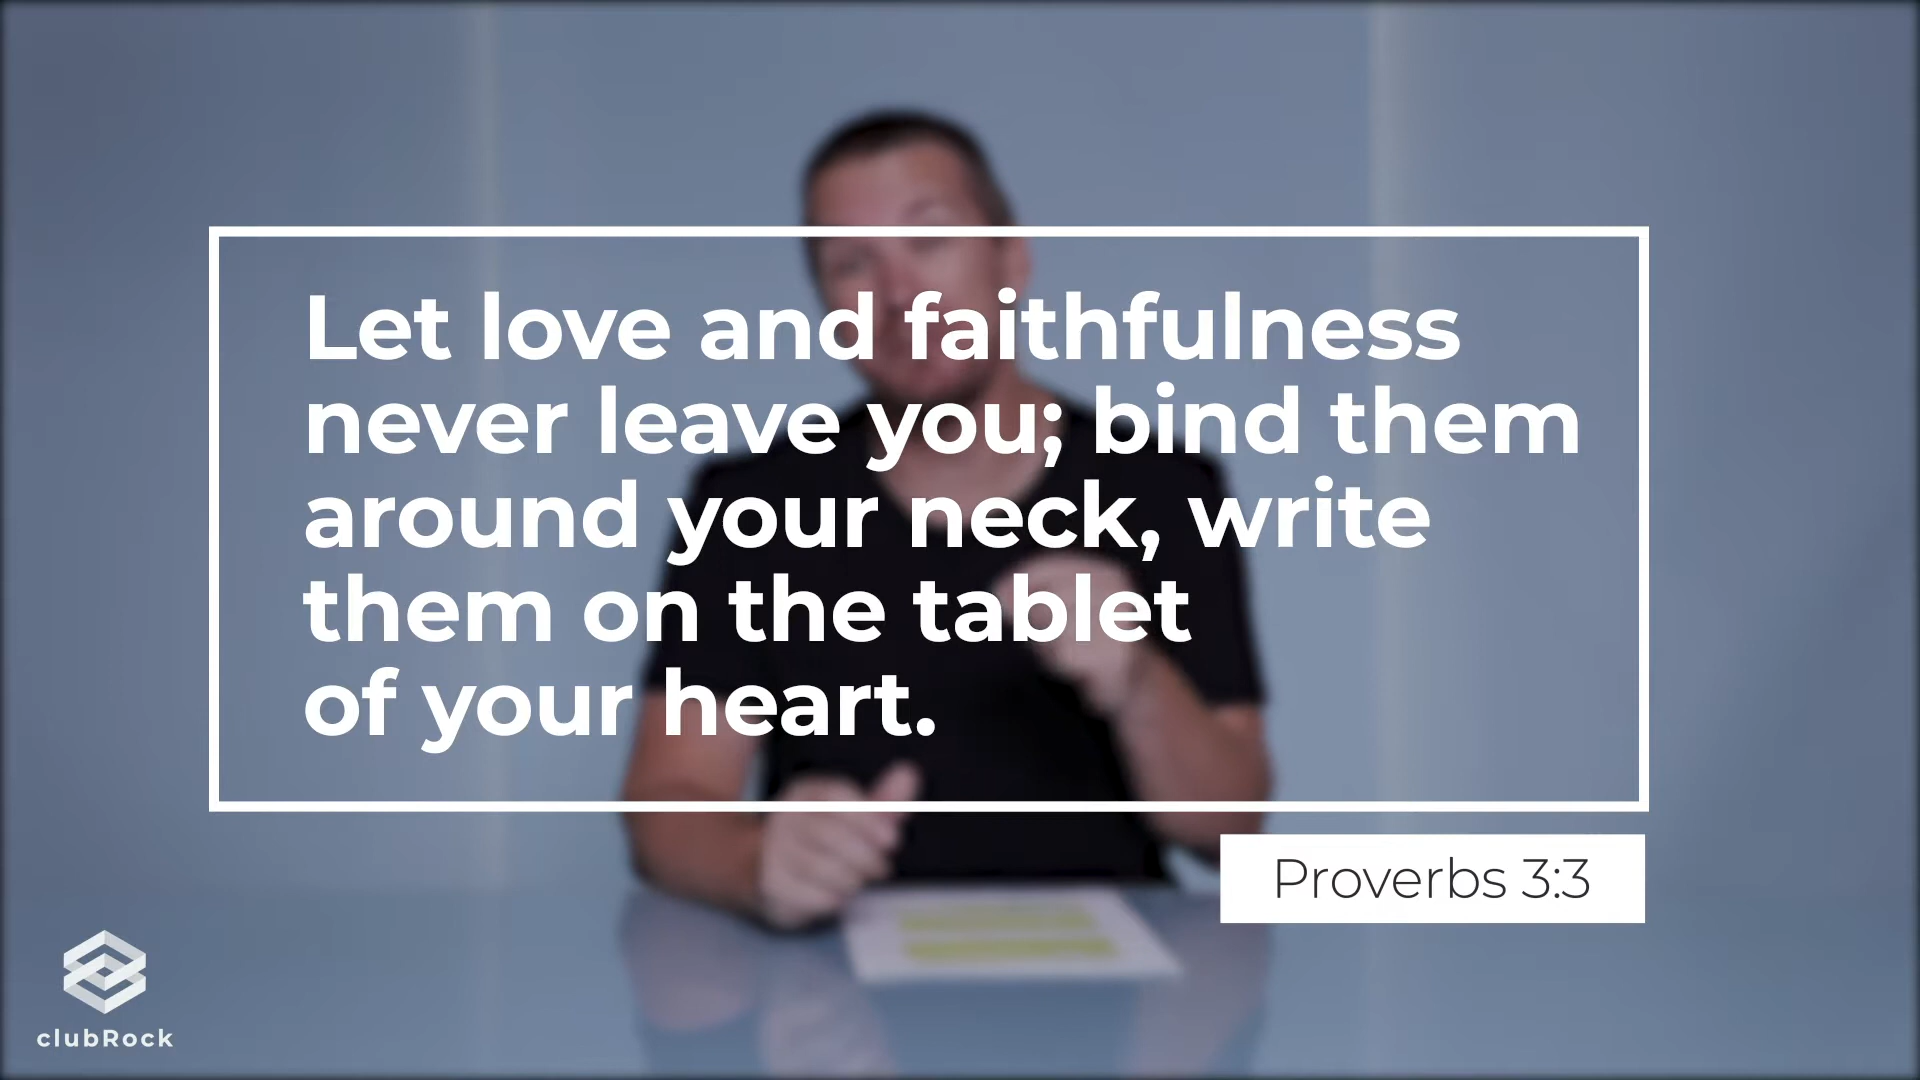 Let love and faithfulness
never leave you; bind them
around your neck, write
them on the tablet
of your heart.
Proverbs 3:3
clubRock